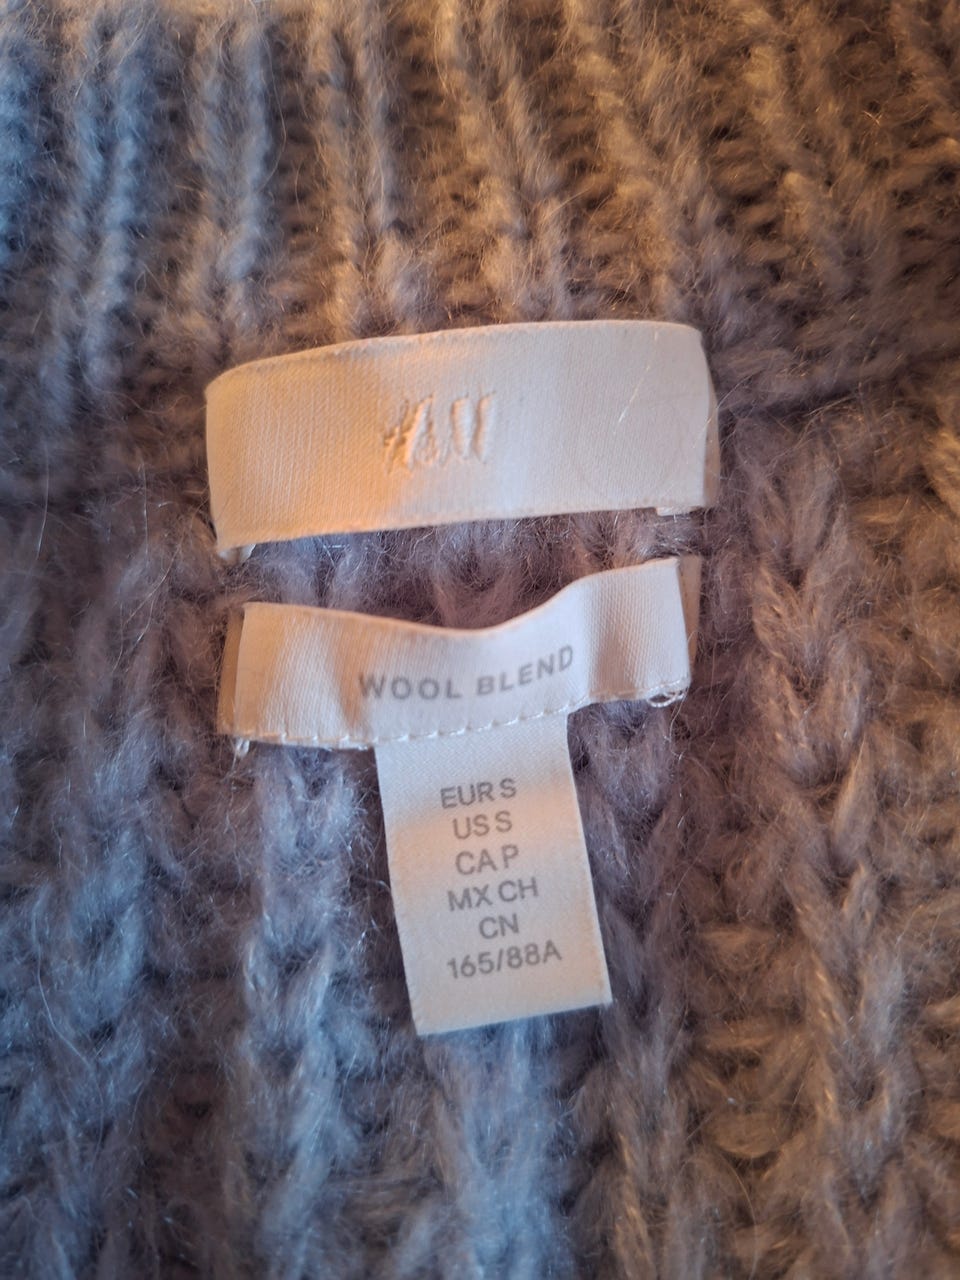 H&M
WOOL BLEND
EUR S
US S
CA P
MX CH
CN
165/88A